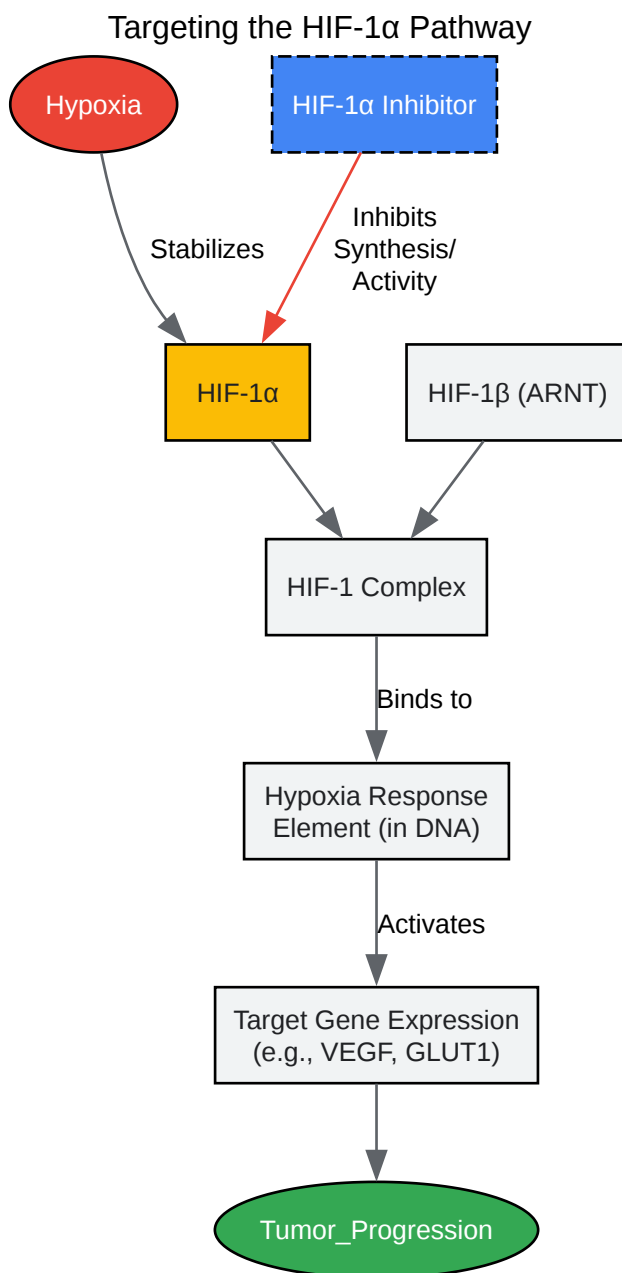 Targeting the HIF-1α Pathway
Hypoxia
HIF-1α Inhibitor
Stabilizes
Inhibits
Synthesis/
Activity
HIF-1α
HIF-1β (ARNT)
HIF-1 Complex
Binds to
Hypoxia Response
Element (in DNA)
Activates
Target Gene Expression
(e.g., VEGF, GLUT1)
Tumor_Progression